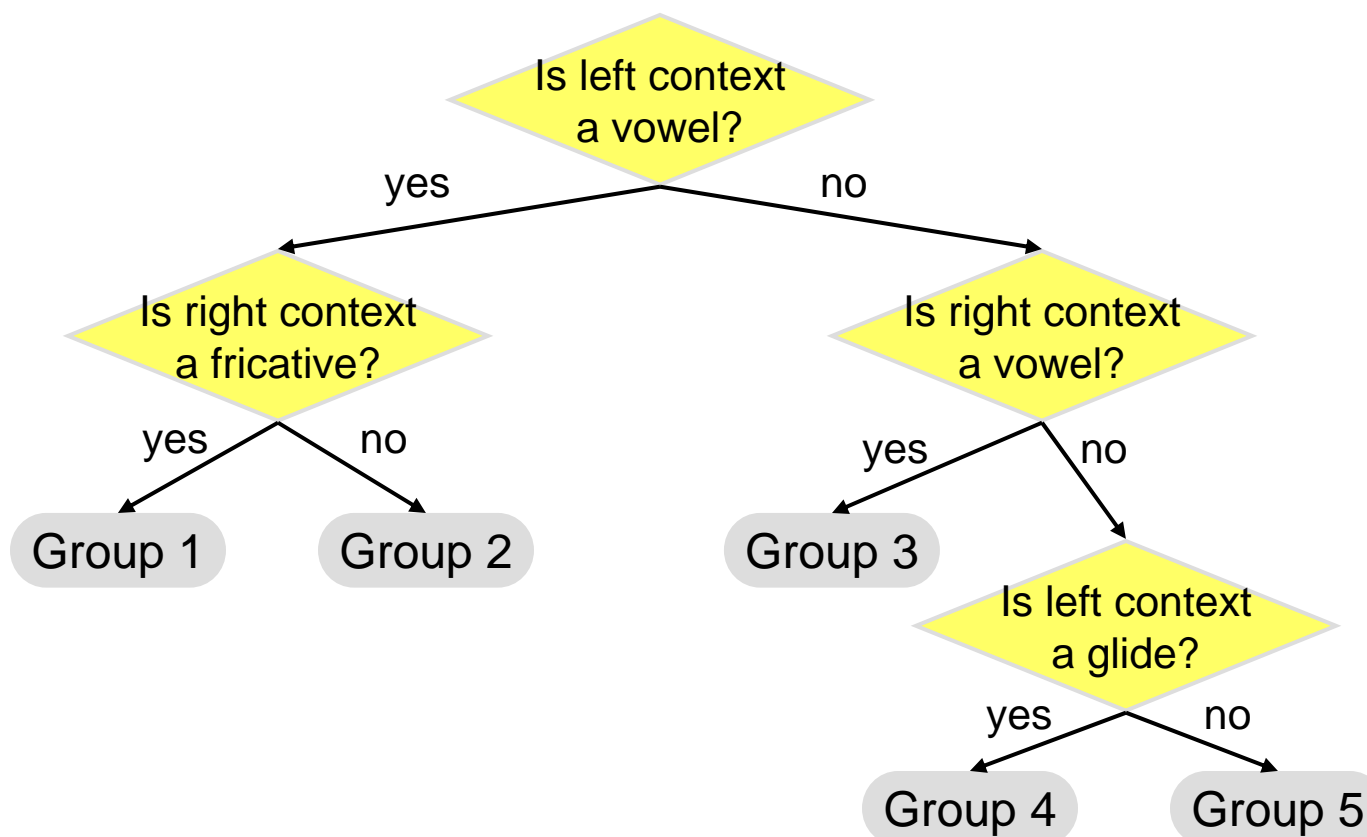 Is left context
a vowel?
yes
no
Is right context
a fricative?
Is right context
a vowel?
yes
no
yes
no
Group 1
Group 2
Group 3
Is left context
a glide?
yes
no
Group 4
Group 5